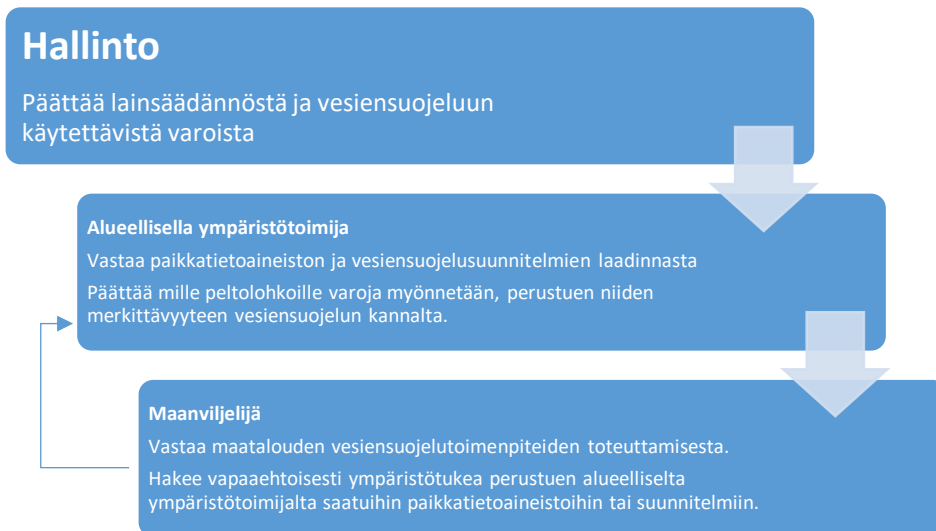 Hallinto
Päättää lainsäädännöstä ja vesiensuojeluun
käytettävistä varoista
Alueellisella ympäristötoimija
Vastaa paikkatietoaineiston ja vesiensuojelusuunnitelmien laadinnasta
Päättää mille peltolohkoille varoja myönnetään, perustuen niiden
merkittävyyteen vesiensuojelun kannalta.
Maanviljelijä
Vastaa maatalouden vesiensuojelutoimenpiteiden toteuttamisesta.
Hakee vapaaehtoisesti ympäristötukea perustuen alueelliselta
ympäristötoimijalta saatuihin paikkatietoaineistoihin tai suunnitelmiin.